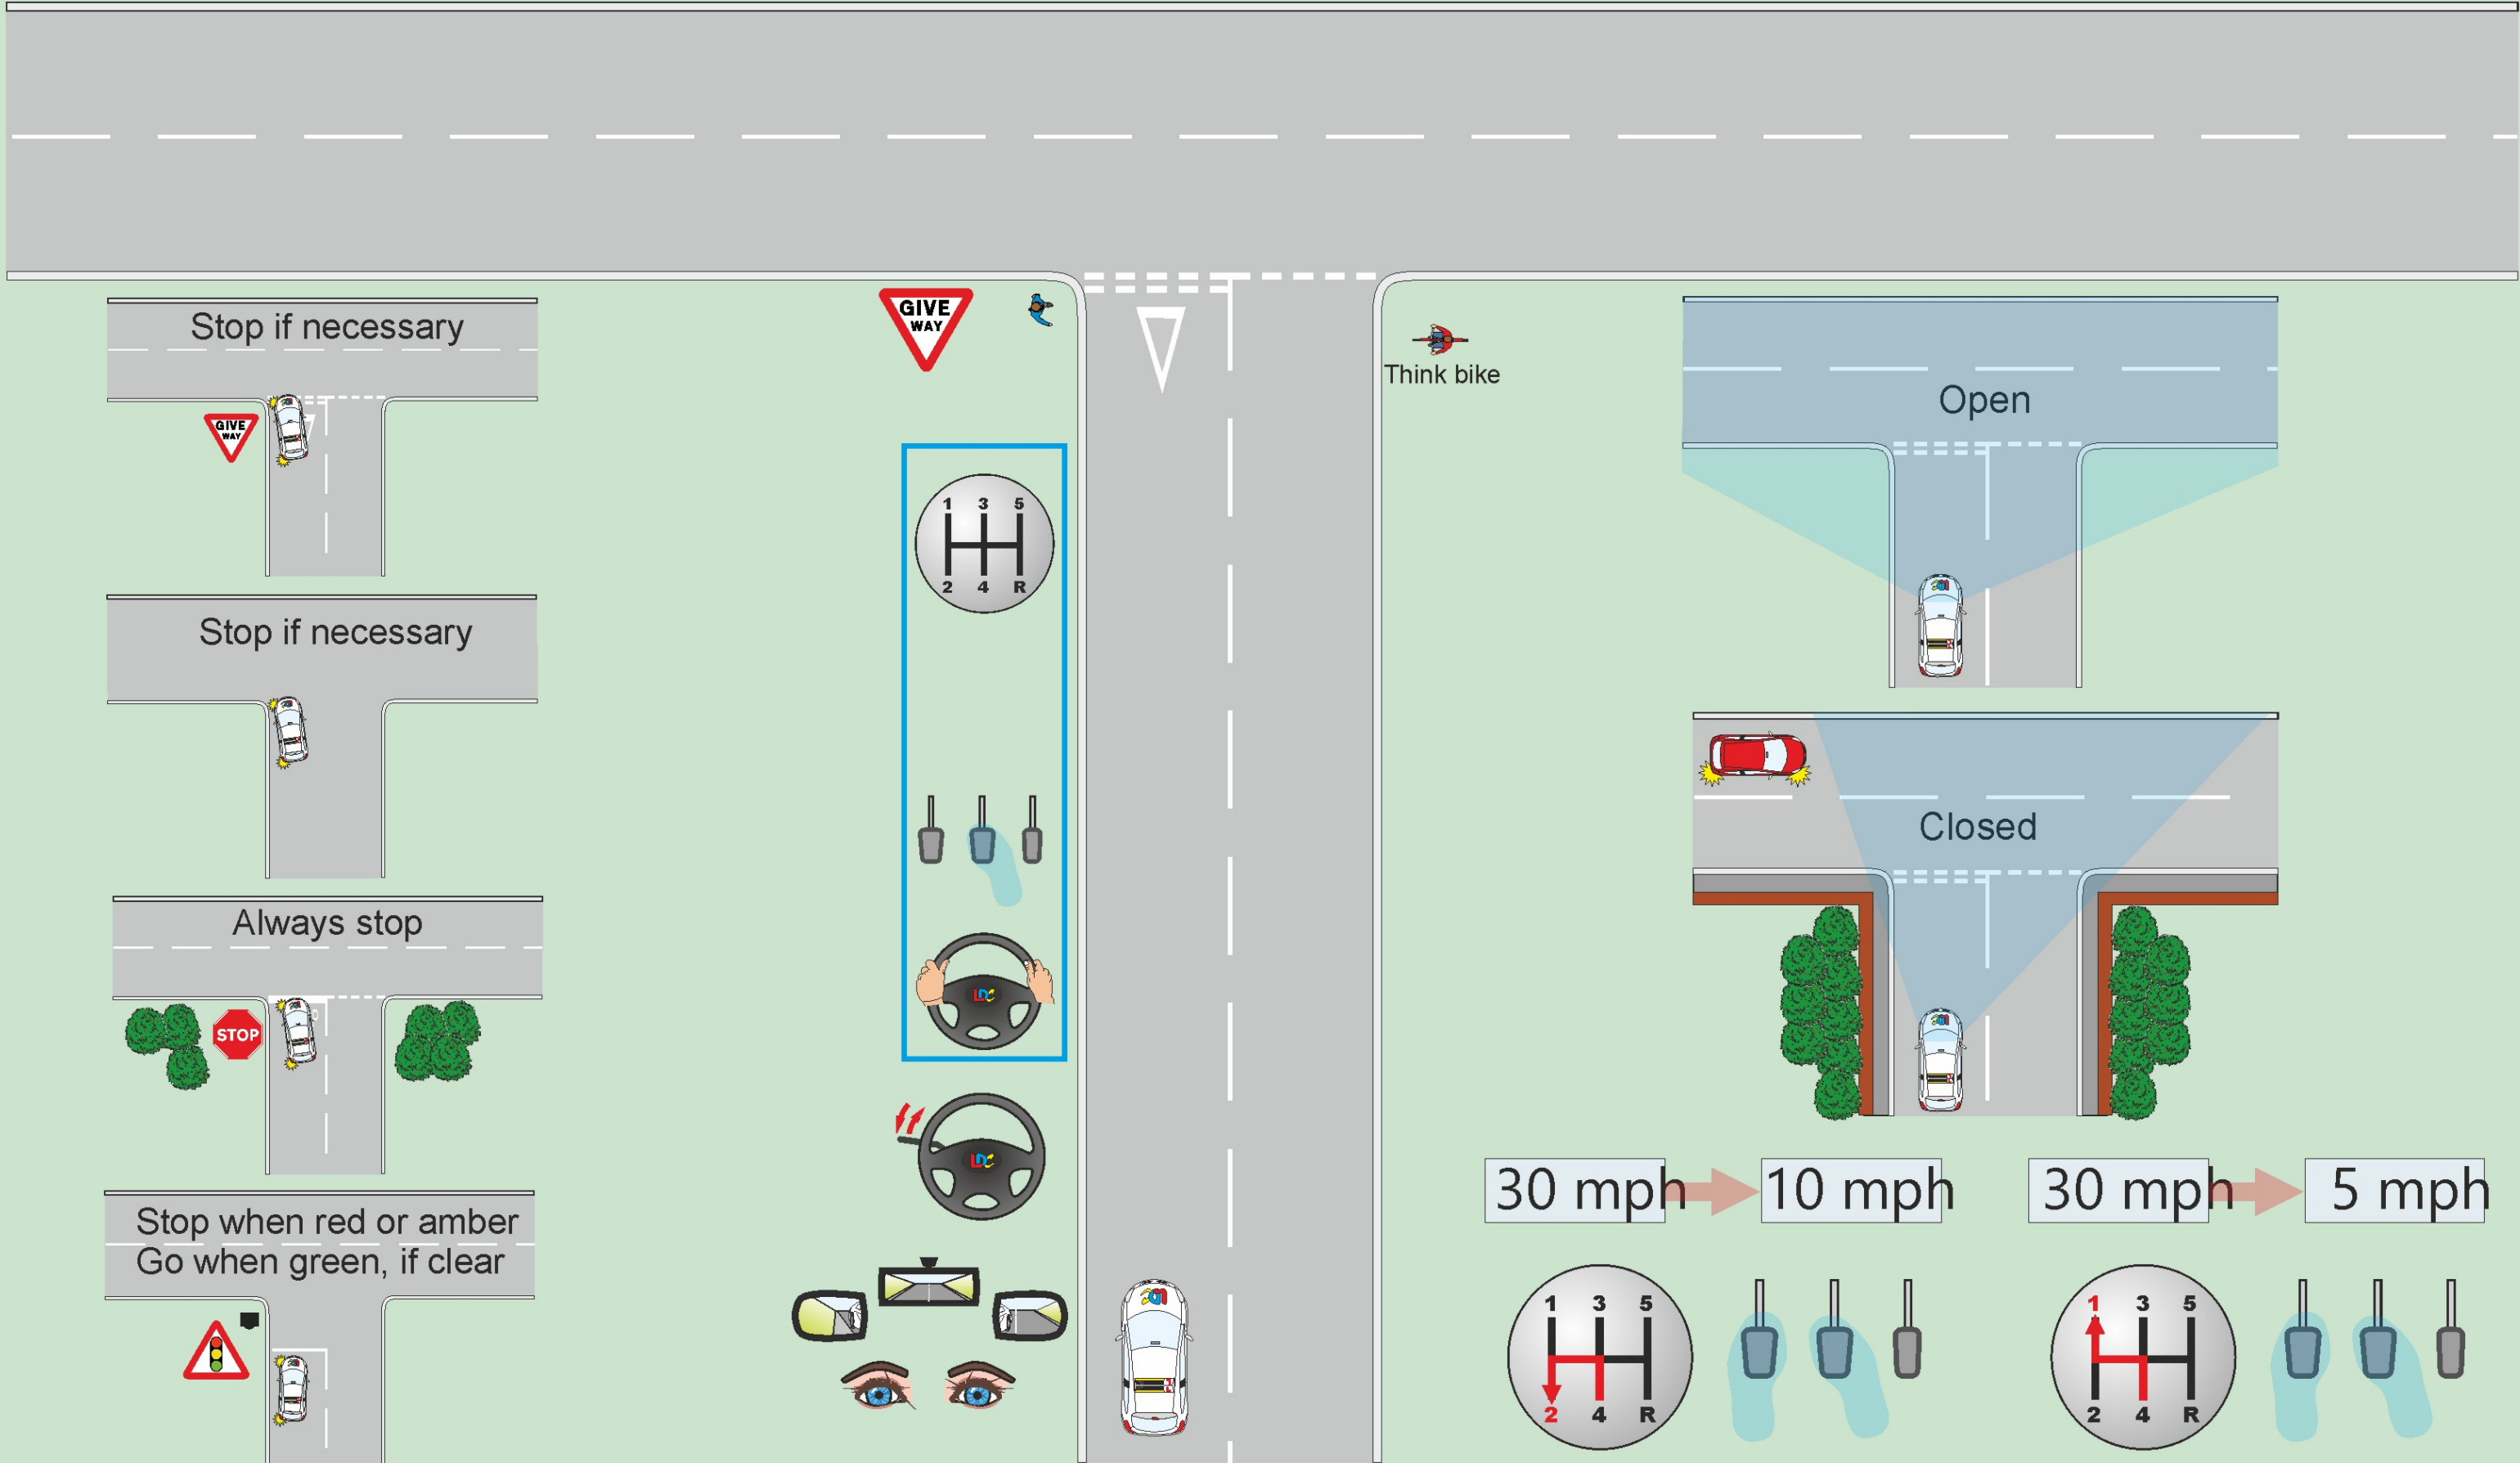 Stop if necessary
GIVE
WAY
Stop if necessary
Always stop
STOP
Stop when red or amber
Go when green, if clear
GIVE
WAY
Think bike
1 3 5
2 4 R
LDC
LDC
Open
Closed
30 mph 10 mph
30 mph 5 mph
1 3 5
2 4 R
1 3 5
2 4 R